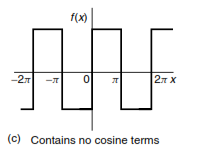 f(x)
−2π −π 0 π 2π x
(c) Contains no cosine terms